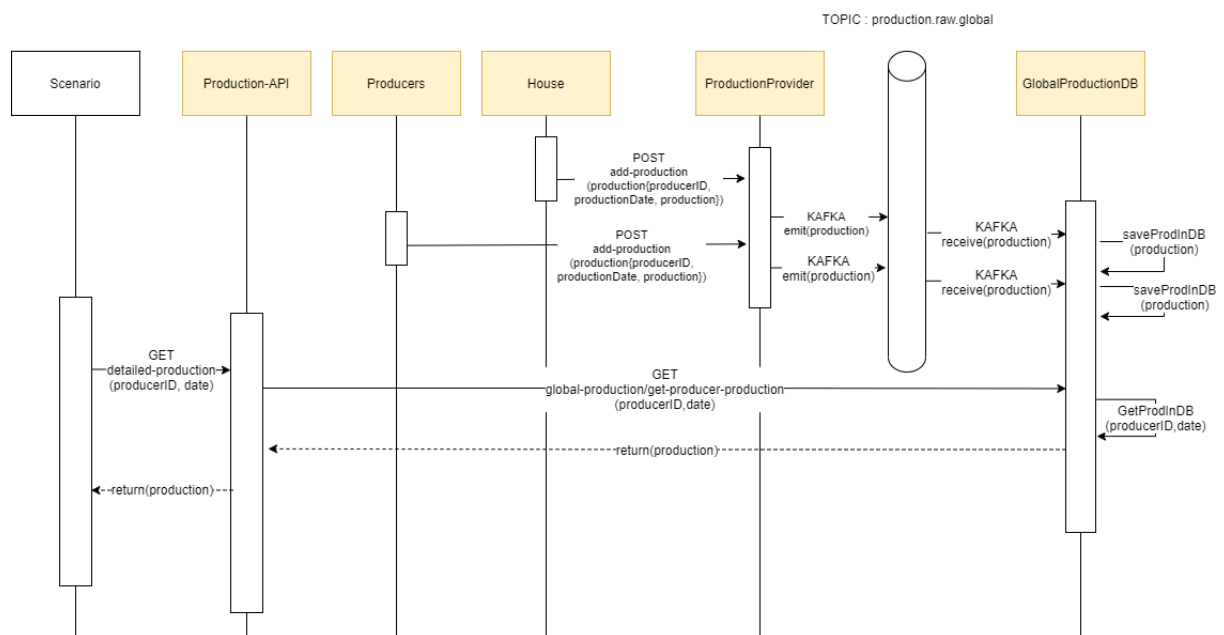 TOPIC : production.raw.global
Scenario
Production-API
Producers
House
ProductionProvider
GlobalProductionDB
POST
add-production
(production{producerID,
productionDate, production})
KAFKA
emit(production)
KAFKA
receive(production)
saveProdInDB
(production)
POST
add-production
(production{producerID,
productionDate, production})
KAFKA
emit(production)
KAFKA
receive(production)
saveProdInDB
(production)
GET
detailed-production
(producerID, date)
GET
global-production/get-producer-production
(producerID,date)
GetProdInDB
(producerID,date)
return(production)
return(production)